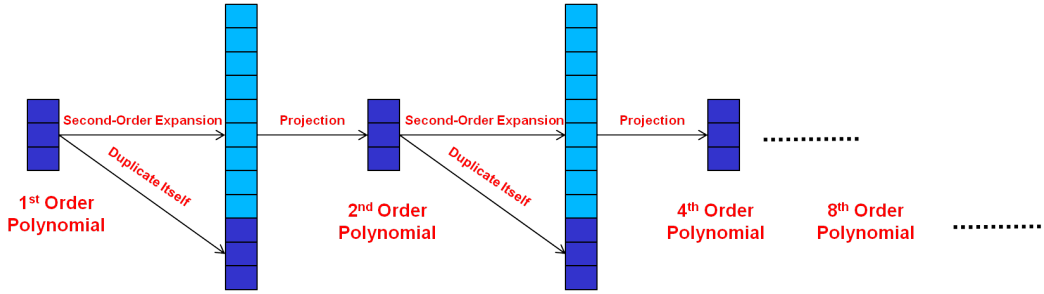 Second-Order Expansion
Projection
Second-Order Expansion
Projection
Duplicate Itself
Duplicate Itself
1st Order
Polynomial
2nd Order
Polynomial
4th Order
Polynomial
8th Order
Polynomial